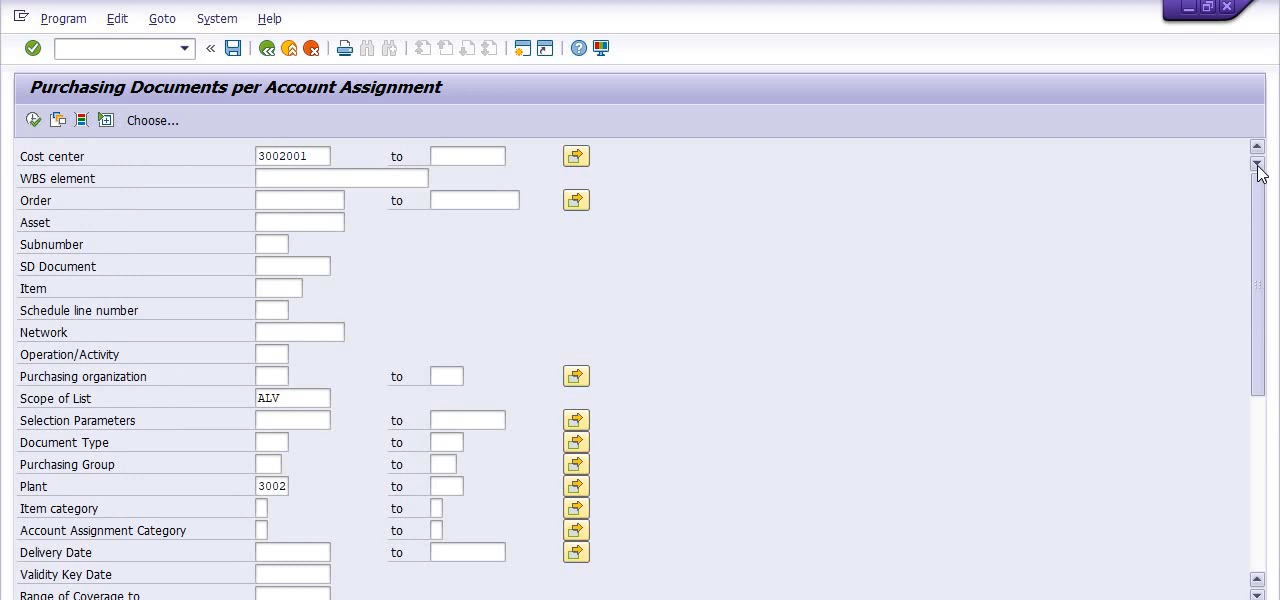 Program Edit Goto System Help
Purchasing Documents per Account Assignment
Choose...
Cost center 3002001 to
WBS element
Order to
Asset
Subnumber
SD Document
Item
Schedule line number
Network
Operation/Activity
Purchasing organization to
Scope of List ALV
Selection Parameters to
Document Type to
Purchasing Group to
Plant 3002 to
Item category to
Account Assignment Category to
Delivery Date to
Validity Key Date
Range of Coverage to